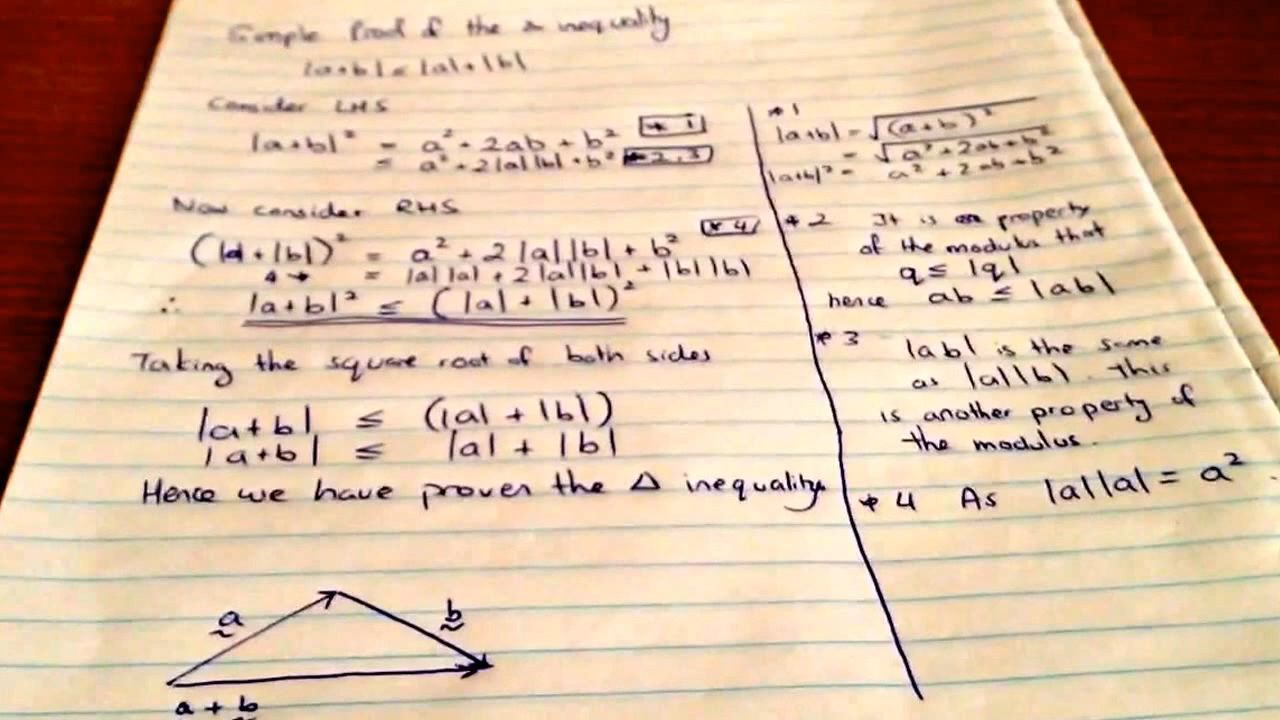 Simple Proof of the △ inequality
|a+b| ≤ |a|+|b|
Consider LHS
|a+b|² = a² + 2ab + b² * 1
= a² + 2|a||b| + b² * 2,3
Now consider RHS
(|a| + |b|)² = a² + 2|a||b| + b² * 4
4 → = |a||a| + 2|a||b| + |b||b|
∴ |a+b|² ≤ (|a| + |b|)²
Taking the square root of both sides
|a+b| ≤ (|a| + |b|)
|a+b| ≤ |a| + |b|
Hence we have proven the △ inequality.
a
b
a + b
* 1
|a+b| = √(a+b)²
= √a²+2ab+b²
|a+b|² = a² + 2ab + b²
* 2 It is a property
of the modulus that
q ≤ |q|
hence ab ≤ |ab|
* 3 |ab| is the same
as |a||b|. This
is another property of
the modulus.
* 4 As |a||a| = a².